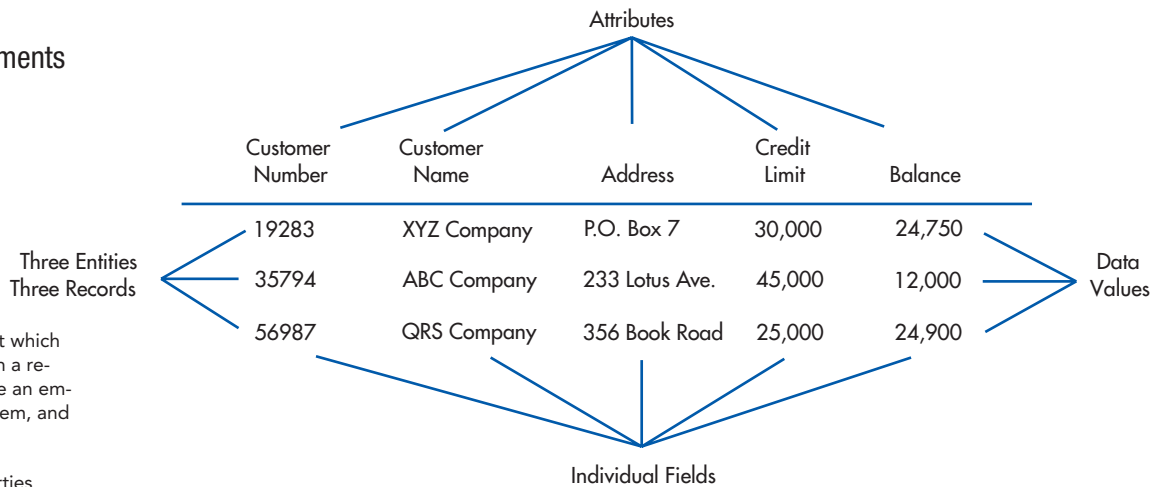 Attributes
ments
Customer Number
Customer Name
Address
Credit Limit
Balance
19283 XYZ Company P.O. Box 7 30,000 24,750
Three Entities
Three Records
35794 ABC Company 233 Lotus Ave. 45,000 12,000
Data
Values
56987 QRS Company 356 Book Road 25,000 24,900
t which
n a re-
e an em-
em, and
Individual Fields